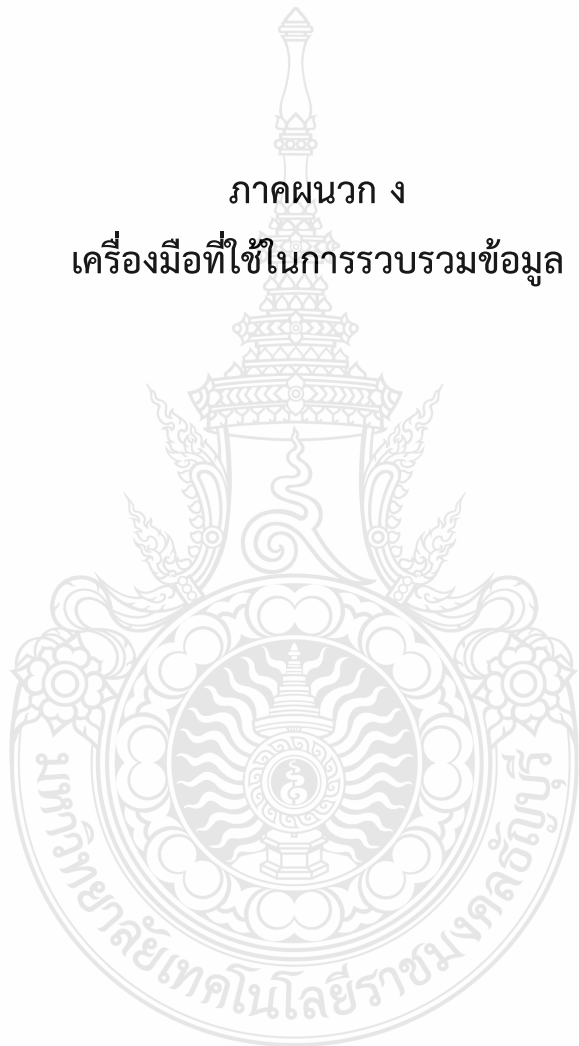 ภาคผนวก ง
เครื่องมือที่ใช้ในการรวบรวมข้อมูล
มหาวิทยาลัยเทคโนโลยีราชมงคลธัญบุรี